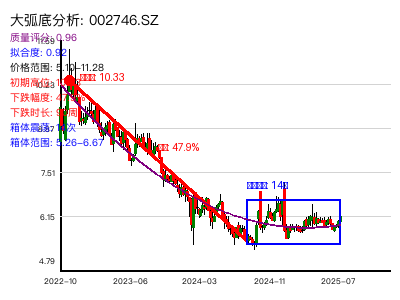 大弧底分析: 002746.SZ
质量评分: 0.96
拟合度: 0.92
价格范围: 5.10-11.28
初期高位:
10.33
下跌幅度:
下跌时长:
箱体震荡:
箱体范围: 5.26-6.67
47.9%
7.51
6.15
4.79
2022-10
2023-06
2024-03
2024-11
2025-07